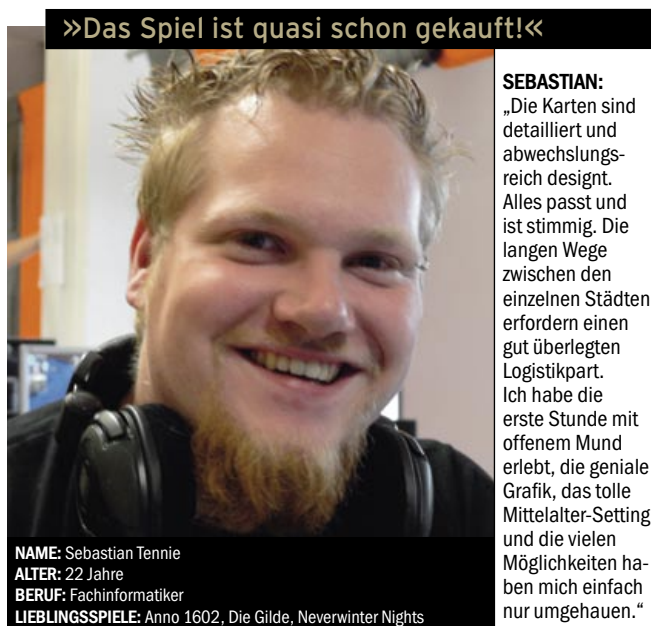 »Das Spiel ist quasi schon gekauft!«
SEBASTIAN:
„Die Karten sind
detailliert und
abwechslungs-
reich designt.
Alles passt und
ist stimmig. Die
langen Wege
zwischen den
einzelnen Städten
erfordern einen
gut überlegten
Logistikpart.
Ich habe die
erste Stunde mit
offenem Mund
erlebt, die geniale
Grafik, das tolle
Mittelalter-Setting
und die vielen
Möglichkeiten ha-
ben mich einfach
nur umgehauen.“
NAME: Sebastian Tennie
ALTER: 22 Jahre
BERUF: Fachinformatiker
LIEBLINGSSPIELE: Anno 1602, Die Gilde, Neverwinter Nights